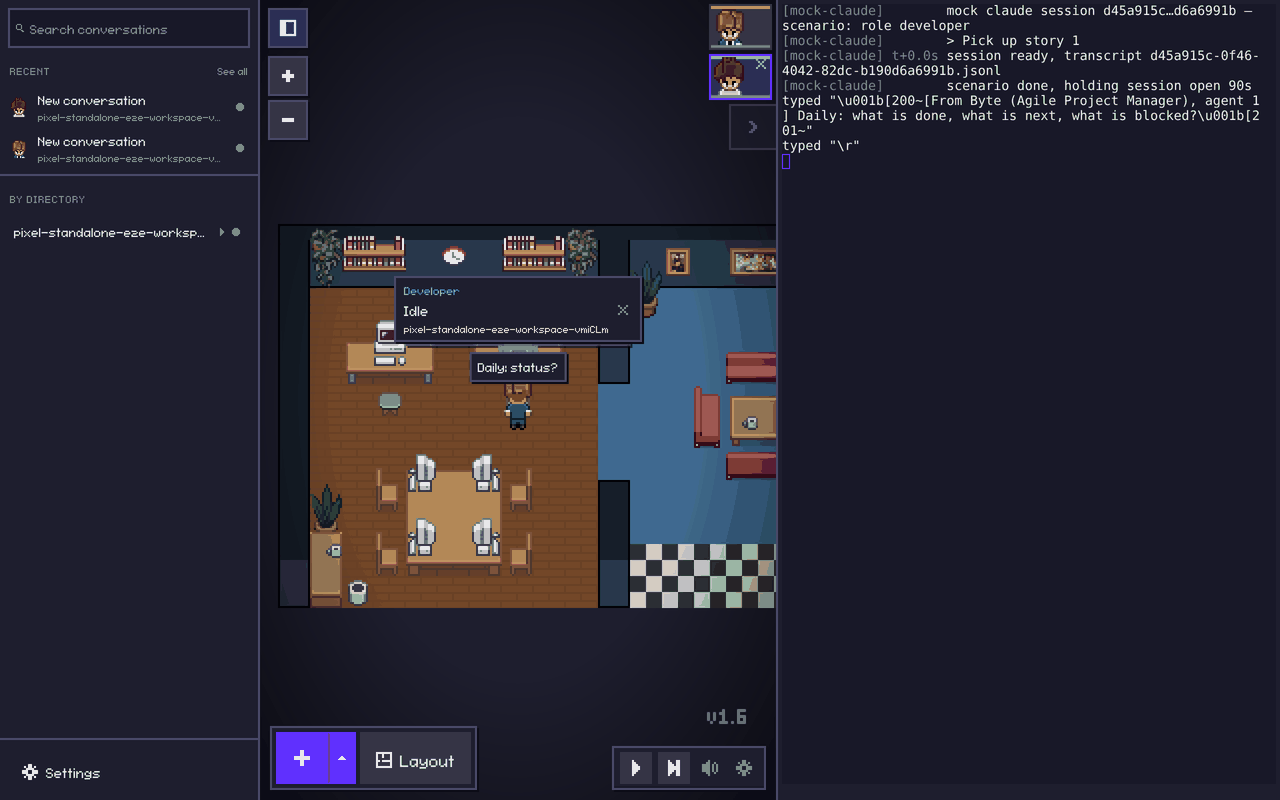 Search conversations
RECENT
See all
New conversation
pixel-standalone-eze-workspace-v...
New conversation
pixel-standalone-eze-workspace-v...
BY DIRECTORY
pixel-standalone-eze-worksp...
Settings
Developer
Idle
pixel-standalone-eze-workspace-vmiCLm
Daily: status?
v1.6
Layout
[mock-claude] mock claude session d45a915c…d6a6991b —
scenario: role developer
[mock-claude] > Pick up story 1
[mock-claude] t+0.0s session ready, transcript d45a915c-0f46-
4042-82dc-b190d6a6991b.jsonl
[mock-claude] scenario done, holding session open 90s
typed "\u001b[200~[From Byte (Agile Project Manager), agent 1
] Daily: what is done, what is next, what is blocked?\u001b[2
01~"
typed "\r"